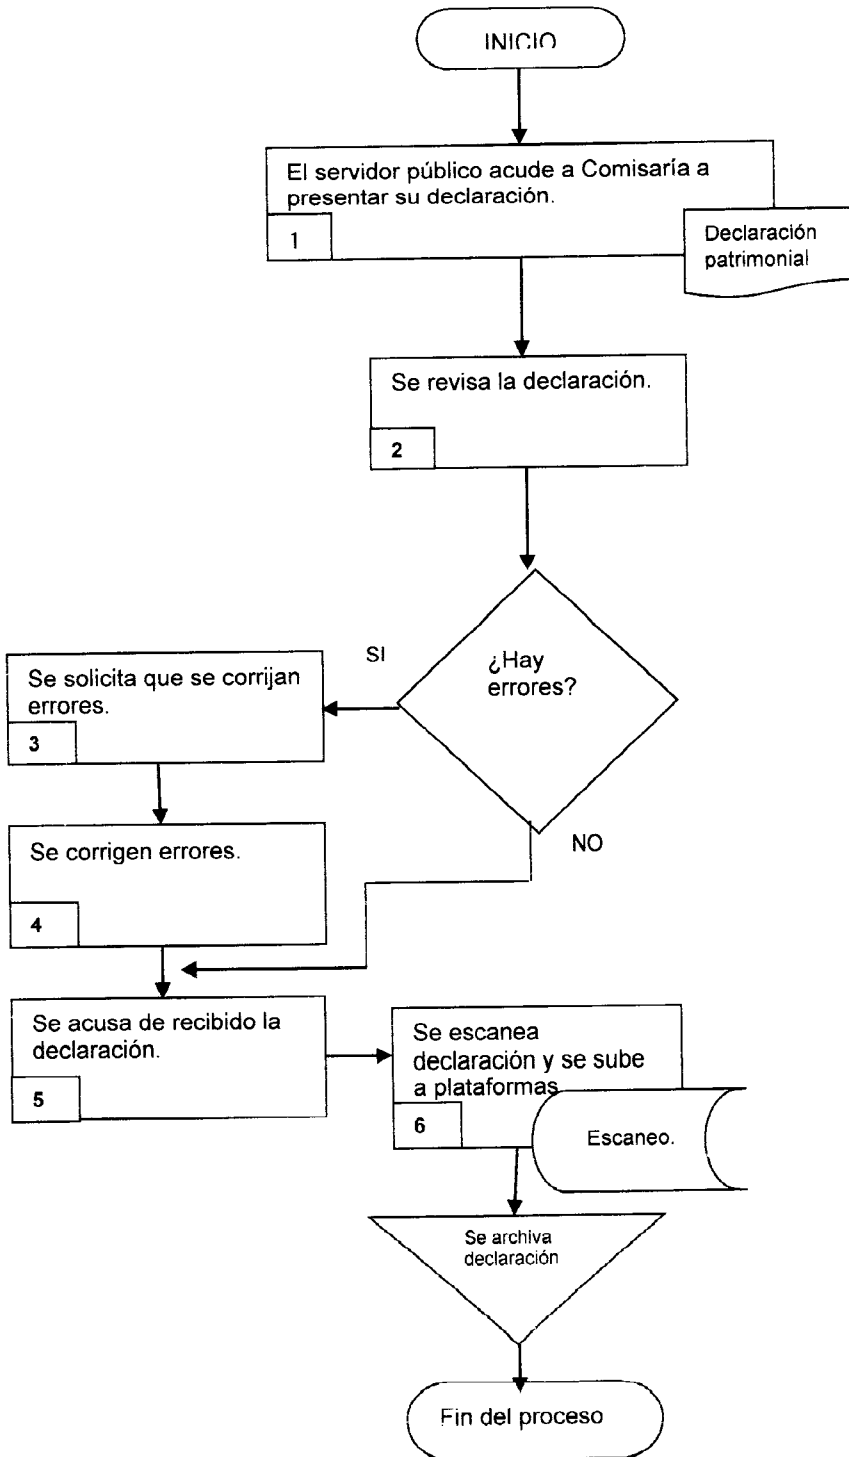 INICIO
El servidor público acude a Comisaría a
presentar su declaración.
1
Declaración
patrimonial
Se revisa la declaración.
2
¿Hay
errores?
SI
NO
Se solicita que se corrijan
errores.
3
Se corrigen errores.
4
Se acusa de recibido la
declaración.
5
Se escanea
declaración y se sube
a plataformas
6
Escaneo.
Se archiva
declaración
Fin del proceso